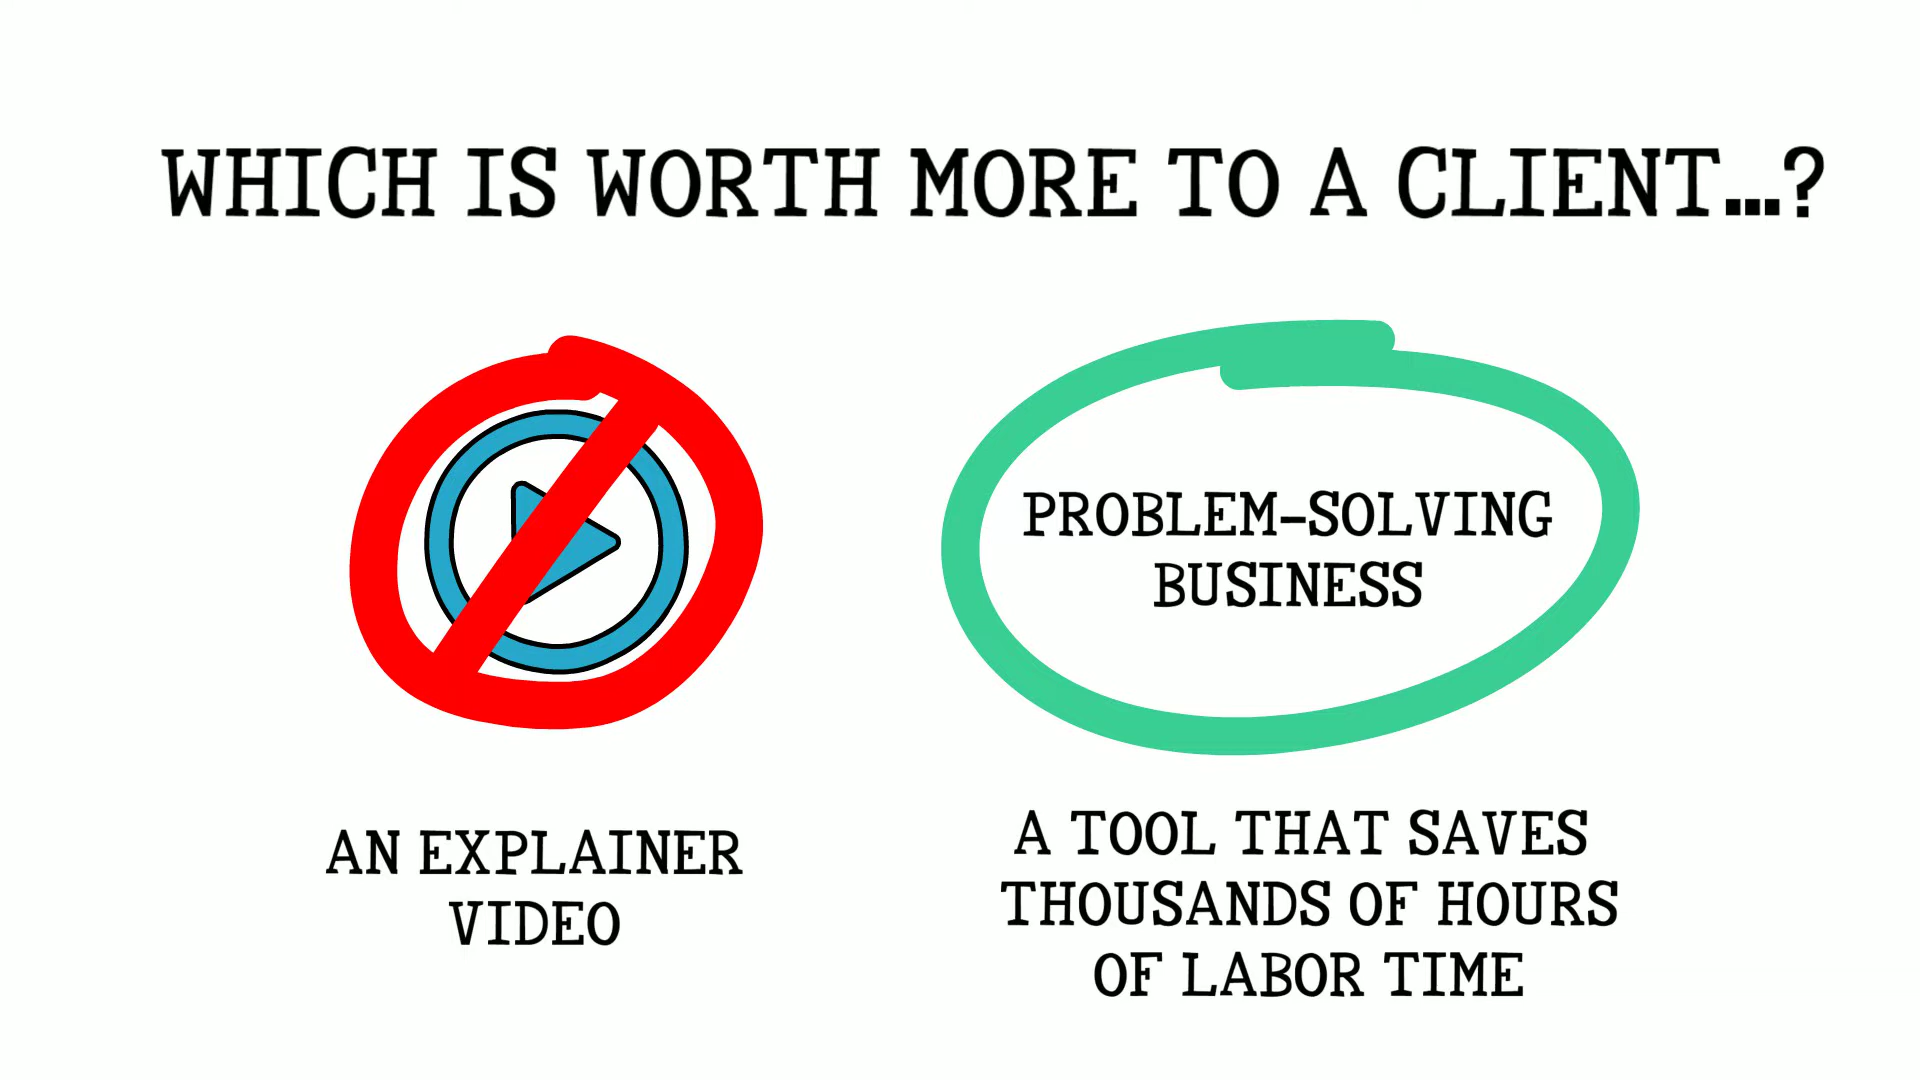 WHICH IS WORTH MORE TO A CLIENT...?
PROBLEM-SOLVING
BUSINESS
AN EXPLAINER
VIDEO
A TOOL THAT SAVES
THOUSANDS OF HOURS
OF LABOR TIME